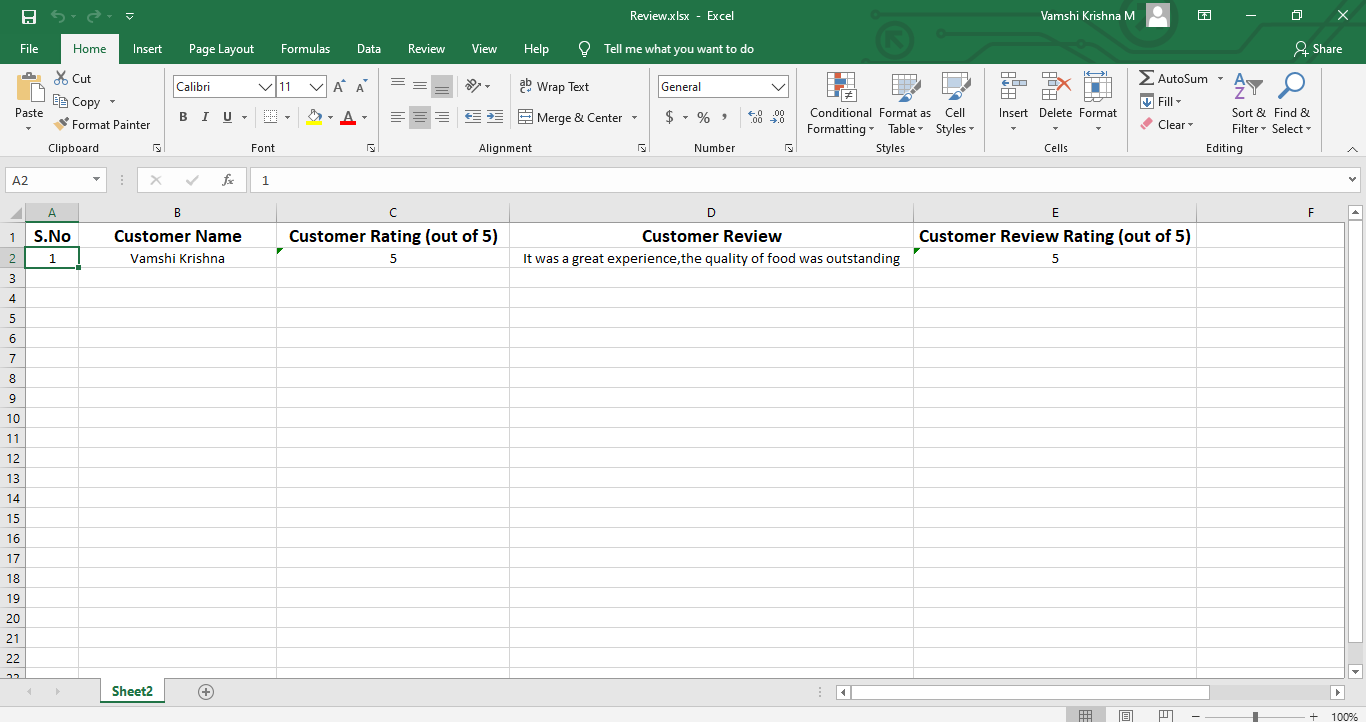 Review.xlsx - Excel
Vamshi Krishna M
File Home Insert Page Layout Formulas Data Review View Help Tell me what you want to do Share
Paste
Cut
Copy
Format Painter
Clipboard
Calibri 11 A A
B I U A
Font
ab Wrap Text
Merge & Center
Alignment
General
$ % ,
Number
Conditional Formatting
Format as Table
Cell Styles
Styles
Insert Delete Format
Cells
AutoSum
Fill
Clear
Sort & Filter
Find & Select
Editing
A2 fx 1
A B C D E F
1 S.No Customer Name Customer Rating (out of 5) Customer Review Customer Review Rating (out of 5)
2 1 Vamshi Krishna 5 It was a great experience,the quality of food was outstanding 5
3
4
5
6
7
8
9
10
11
12
13
14
15
16
17
18
19
20
21
22
23
Sheet2
100%